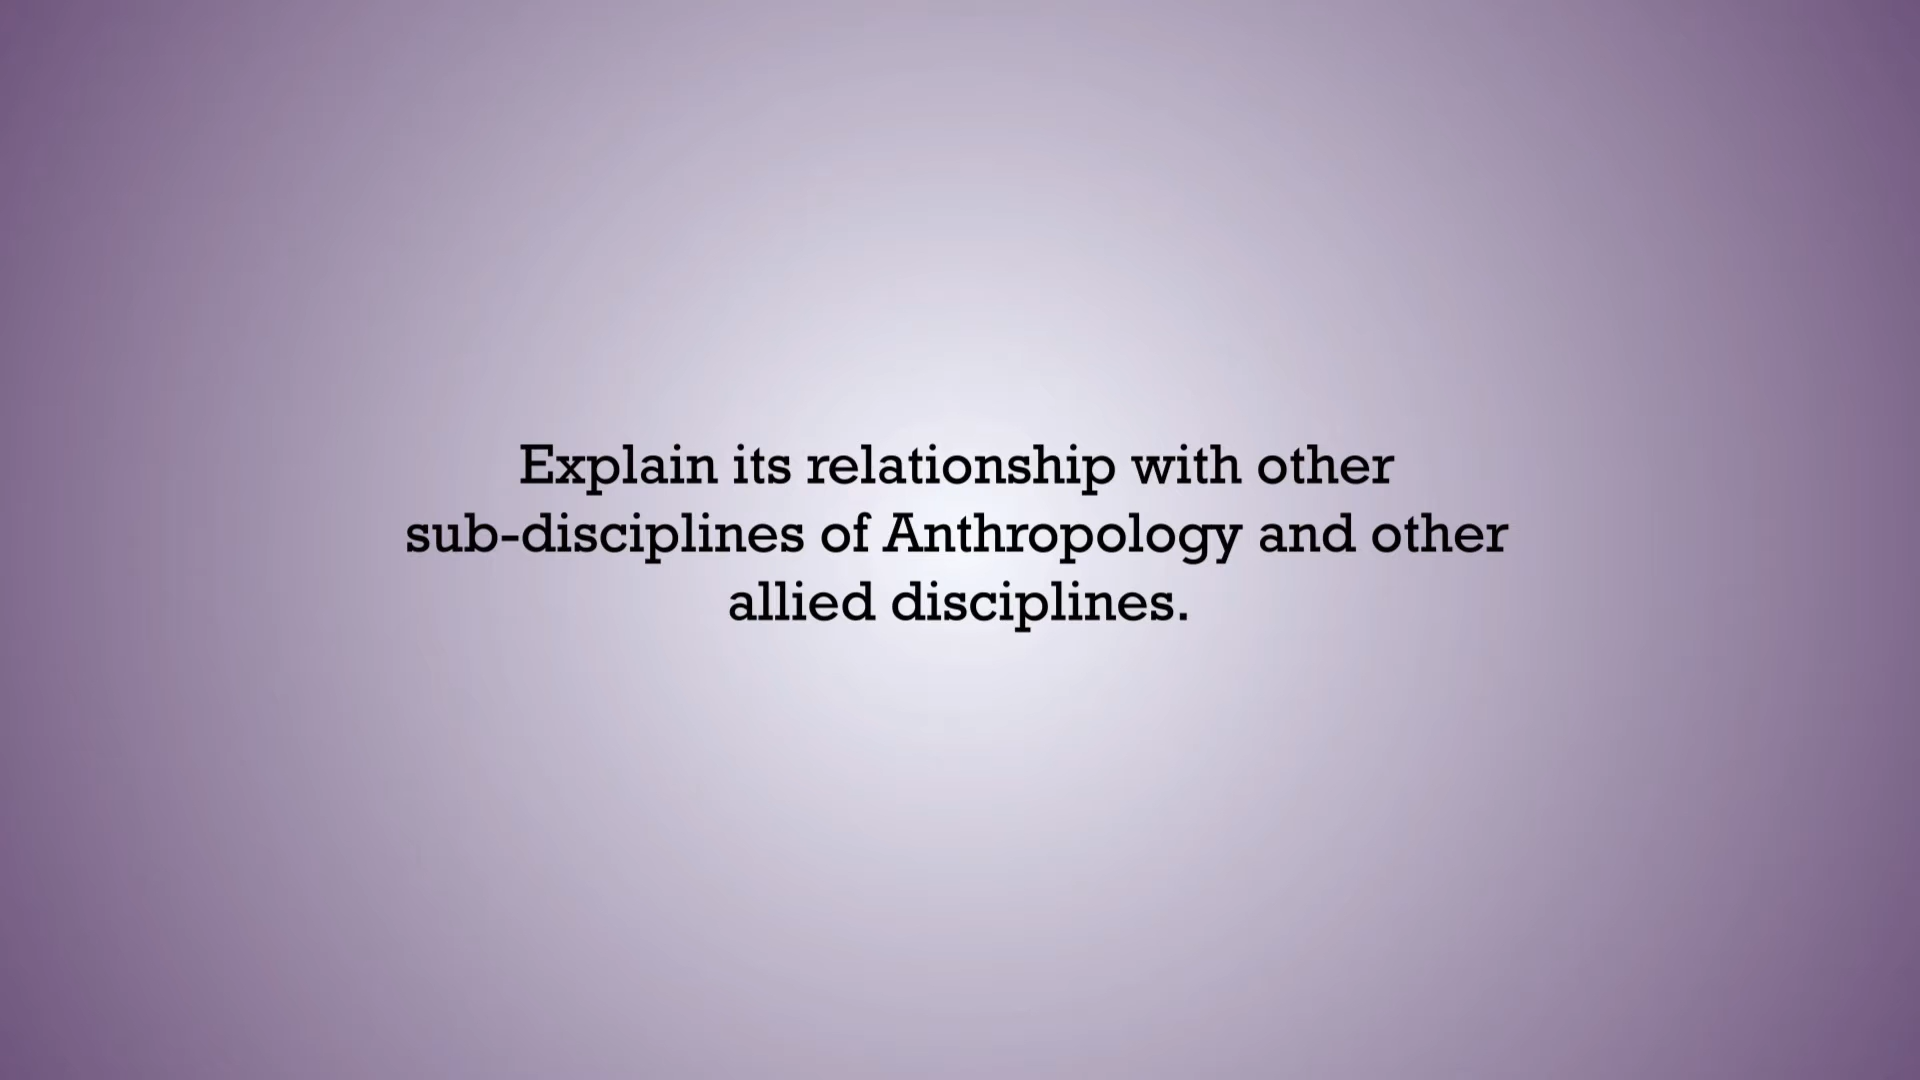 Explain its relationship with other
sub-disciplines of Anthropology and other
allied disciplines.